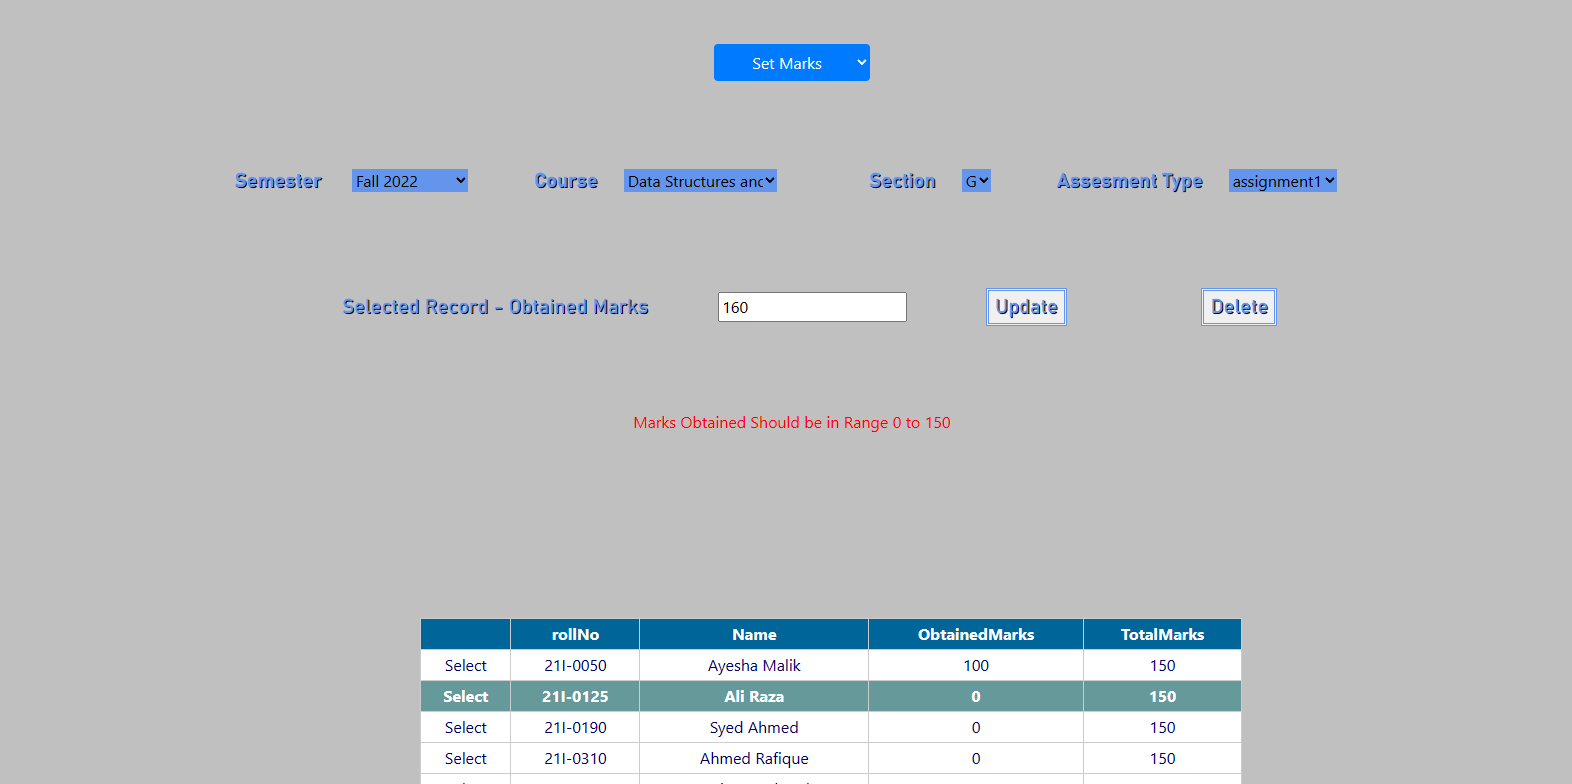 Set Marks
Semester Fall 2022 Course Data Structures and Section G Assesment Type assignment1
Selected Record - Obtained Marks 160 Update Delete
Marks Obtained Should be in Range 0 to 150
rollNo Name ObtainedMarks TotalMarks
Select 21I-0050 Ayesha Malik 100 150
Select 21I-0125 Ali Raza 0 150
Select 21I-0190 Syed Ahmed 0 150
Select 21I-0310 Ahmed Rafique 0 150